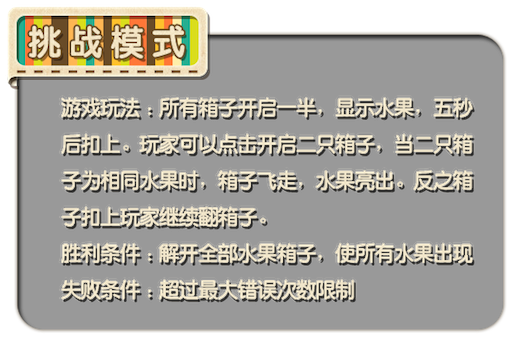 挑战模式
游戏玩法：所有箱子开启一半，显示水果，五秒
后扣上。玩家可以点击开启二只箱子，当二只箱
子为相同水果时，箱子飞走，水果亮出。反之箱
子扣上玩家继续翻箱子。
胜利条件：解开全部水果箱子，使所有水果出现
失败条件：超过最大错误次数限制